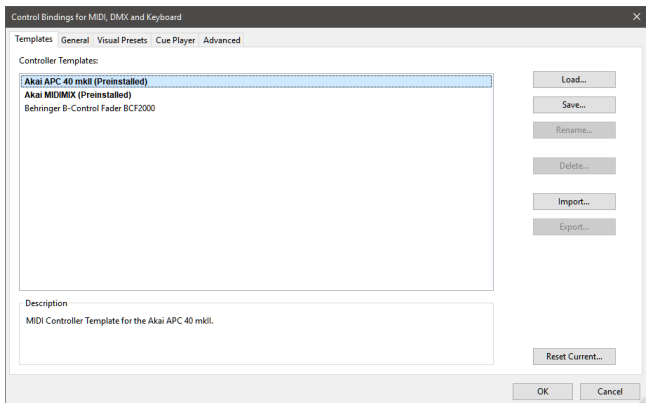 Control Bindings for MIDI, DMX and Keyboard
Templates General Visual Presets Cue Player Advanced
Controller Templates:
Akai APC 40 mkII (Preinstalled)
Akai MIDIMIX (Preinstalled)
Behringer B-Control Fader BCF2000
Load...
Save...
Rename...
Delete...
Import...
Export...
Description
MIDI Controller Template for the Akai APC 40 mkII.
Reset Current...
OK Cancel